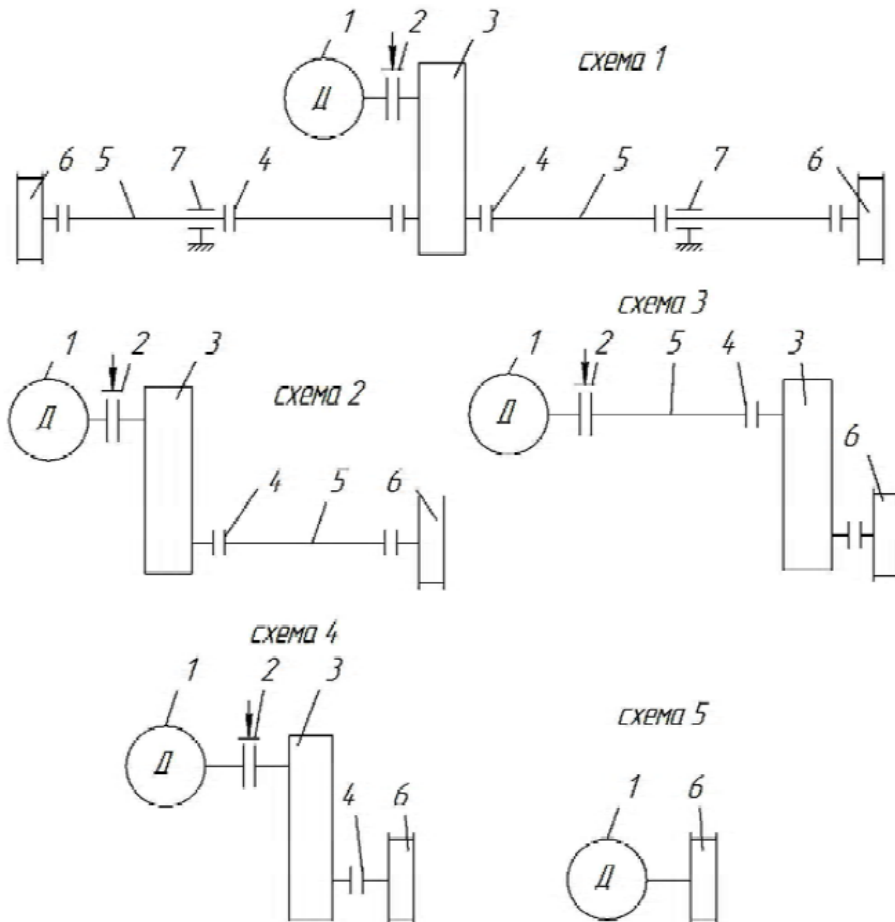 1 2 3 схема 1
Д
6 5 7 4 4 5 7 6
схема 3
1 2 3 1 2 5 4 3
схема 2
Д Д
6
4 5 6
схема 4
1 2 3
схема 5
Д
4 6 1 6
Д